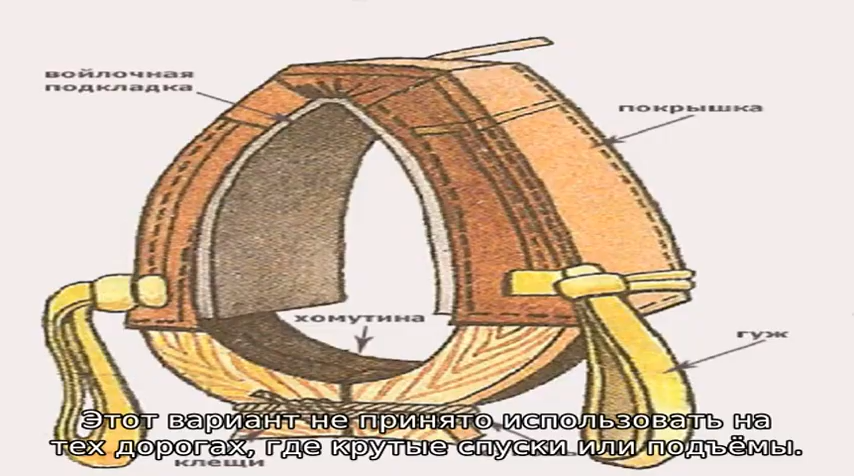 войлочная
подкладка
покрышка
хомутина
гуж
Этот вариант не принято использовать на
тех дорогах, где крутые спуски или подъёмы.
клещи